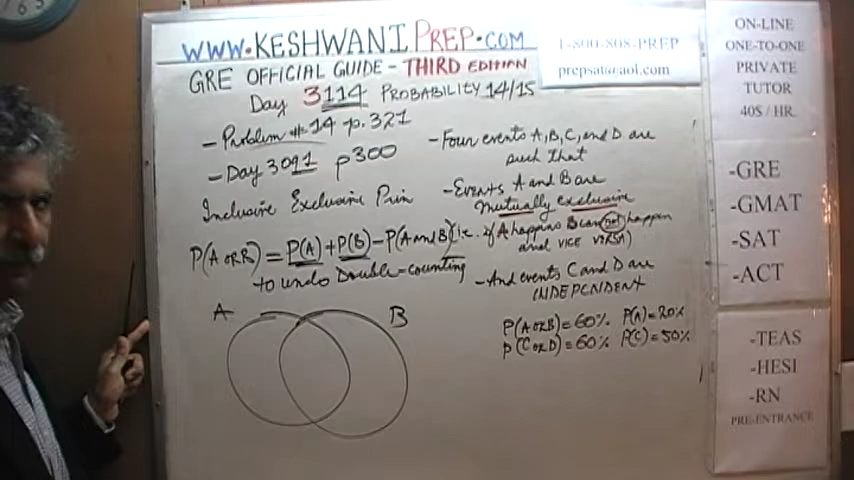 WWW.KESHWANIPREP.COM
1-800-808-PREP
prepsat@aol.com
GRE OFFICIAL GUIDE - THIRD EDITION
Day 3114 PROBABILITY 14/15
- Problem # 14 p. 321
- Day 3091 p300
Inclusive Exclusive Prin
P(A or B) = P(A) + P(B) - P(A and B)
to undo Double-counting
A
B
- Four events A, B, C, and D are
such that
- Events A and B are
Mutually exclusive
(i.e. if A happins B can not happin
and VICE VERSA)
- And events C and D are
INDEPENDENT
P(A or B) = 60% P(A) = 20%
P(C or D) = 60% P(C) = 50%
ON-LINE
ONE-TO-ONE
PRIVATE
TUTOR
40$ / HR.
-GRE
-GMAT
-SAT
-ACT
-TEAS
-HESI
-RN
PRE-ENTRANCE